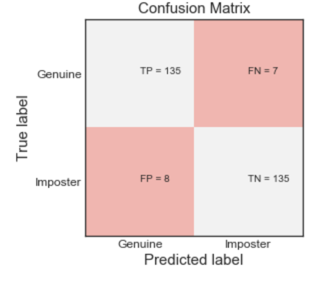 Confusion Matrix
True label
Genuine
TP = 135
FN = 7
Imposter
FP = 8
TN = 135
Genuine
Imposter
Predicted label